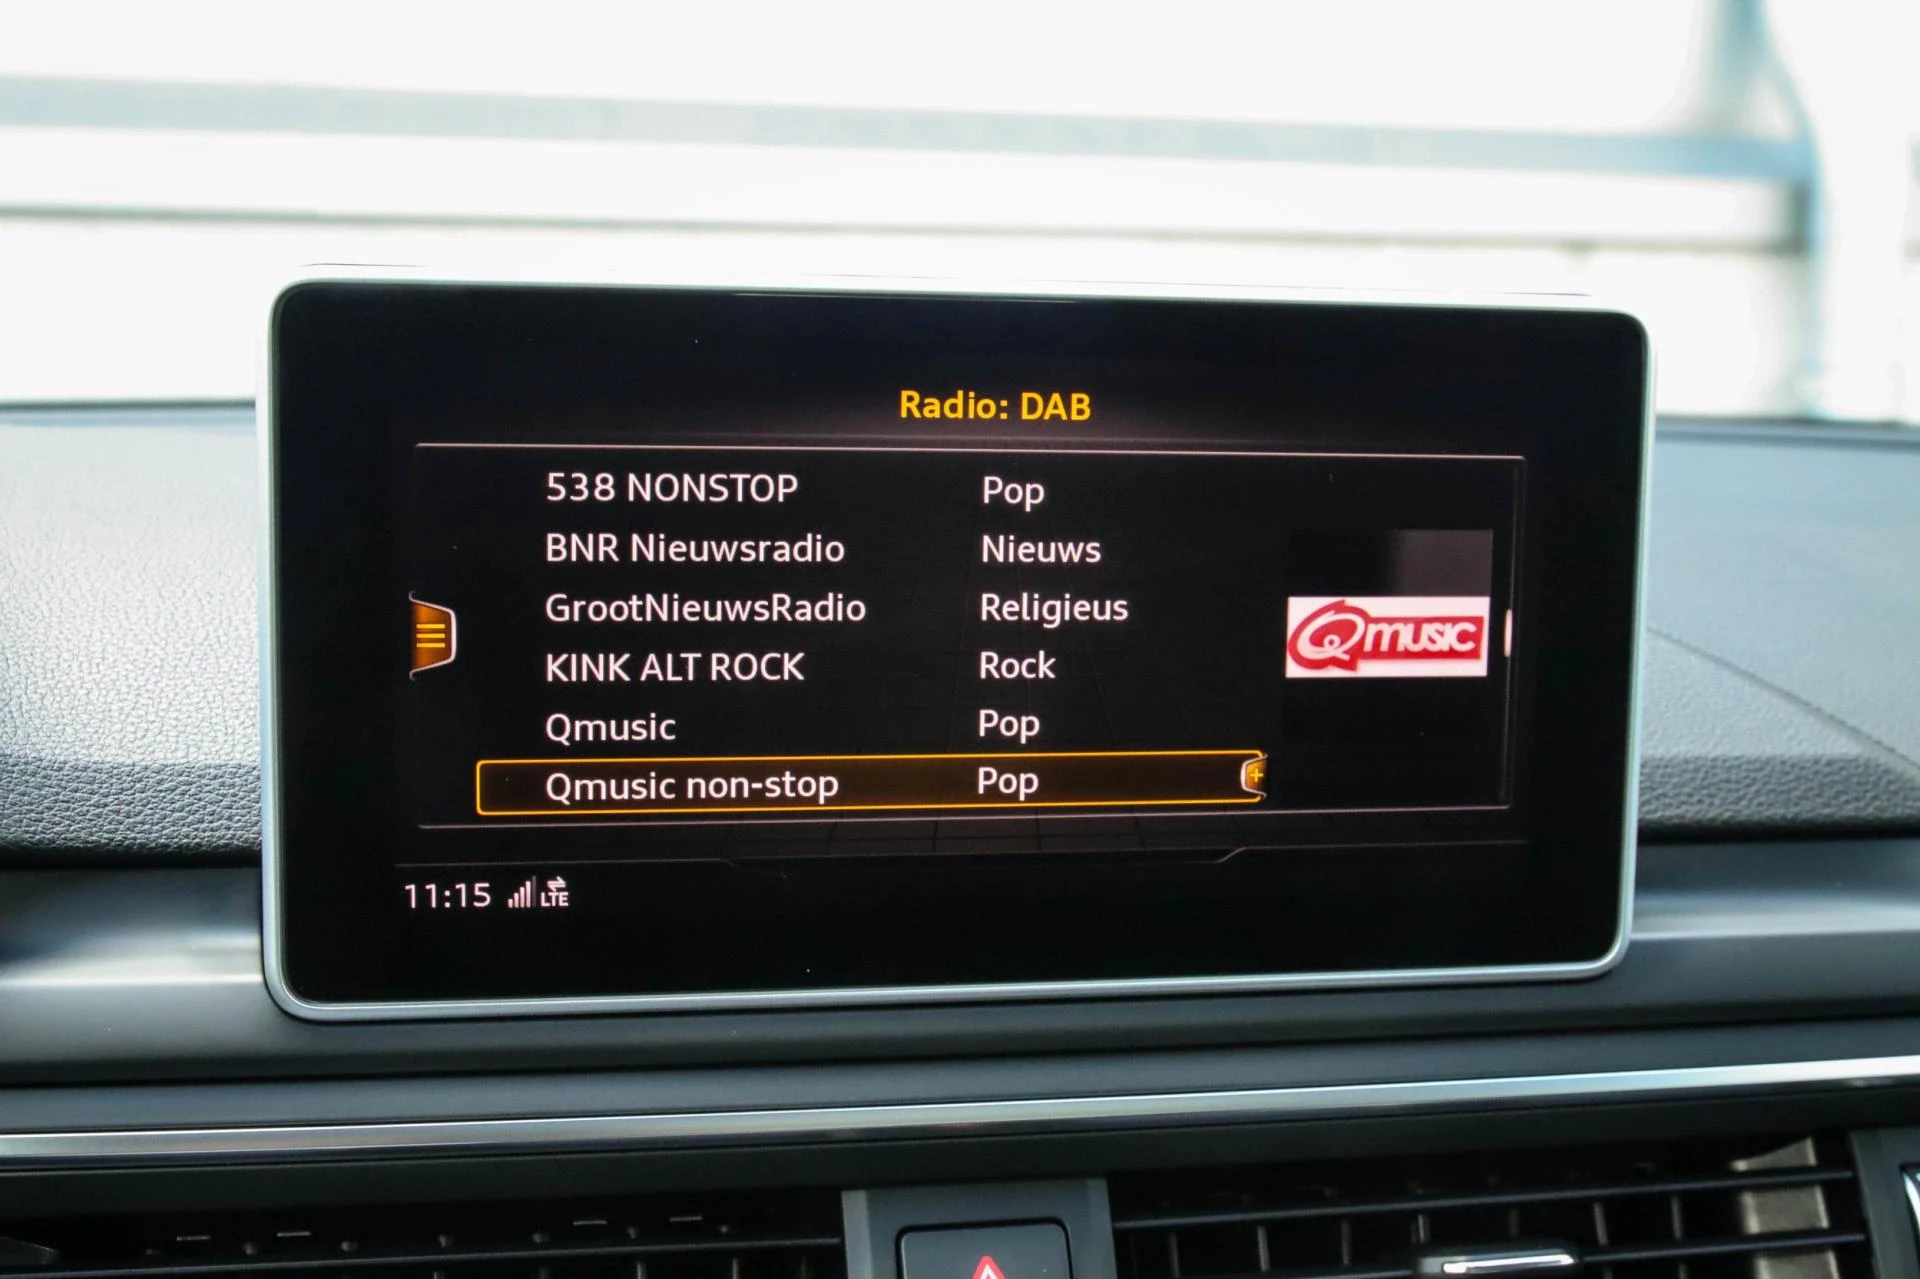 Radio: DAB
538 NONSTOP Pop
BNR Nieuwsradio Nieuws
GrootNieuwsRadio Religieus
KINK ALT ROCK Rock
Qmusic Pop
Qmusic non-stop Pop
Qmusic
11:15 LTE